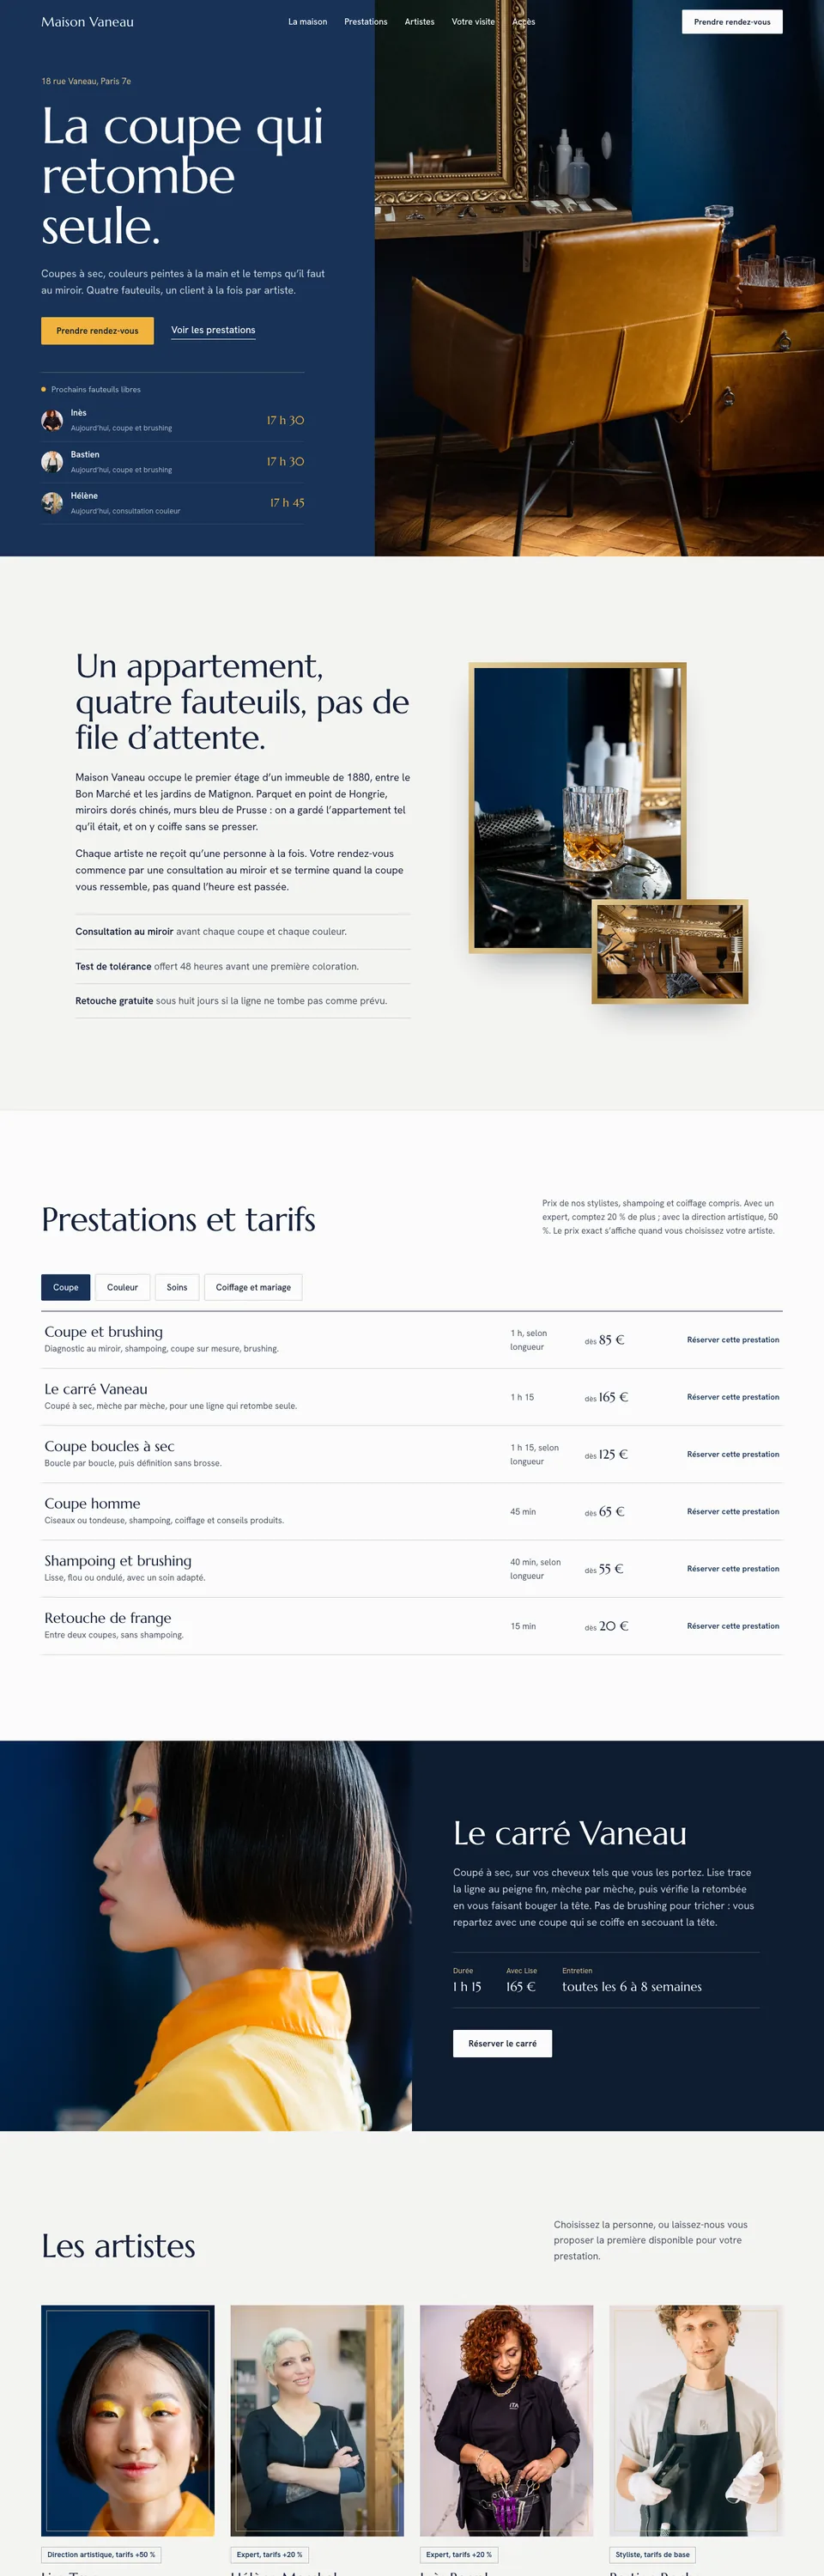 Maison Vaneau
La maison
Prestations
Artistes
Votre visite
Accès
Prendre rendez-vous
18 rue Vaneau, Paris 7e
La coupe qui
retombe
seule.
Coupes à sec, couleurs peintes à la main et le temps qu’il faut
au miroir. Quatre fauteuils, un client à la fois par artiste.
Prendre rendez-vous
Voir les prestations
Prochains fauteuils libres
Inès
Aujourd’hui, coupe et brushing
17 h 30
Bastien
Aujourd’hui, coupe et brushing
17 h 30
Hélène
Aujourd’hui, consultation couleur
17 h 45
Un appartement,
quatre fauteuils, pas de
file d’attente.
Maison Vaneau occupe le premier étage d’un immeuble de 1880, entre le
Bon Marché et les jardins de Matignon. Parquet en point de Hongrie,
miroirs dorés chinés, murs bleu de Prusse : on a gardé l’appartement tel
qu’il était, et on y coiffe sans se presser.
Chaque artiste ne reçoit qu’une personne à la fois. Votre rendez-vous
commence par une consultation au miroir et se termine quand la coupe
vous ressemble, pas quand l’heure est passée.
Consultation au miroir avant chaque coupe et chaque couleur.
Test de tolérance offert 48 heures avant une première coloration.
Retouche gratuite sous huit jours si la ligne ne tombe pas comme prévu.
Prestations et tarifs
Prix de nos stylistes, shampoing et coiffage compris. Avec un
expert, comptez 20 % de plus ; avec la direction artistique, 50
%. Le prix exact s’affiche quand vous choisissez votre artiste.
Coupe
Couleur
Soins
Coiffage et mariage
Coupe et brushing
Diagnostic au miroir, shampoing, coupe sur mesure, brushing.
1 h, selon
longueur
dès 85 €
Réserver cette prestation
Le carré Vaneau
Coupé à sec, mèche par mèche, pour une ligne qui retombe seule.
1 h 15
dès 165 €
Réserver cette prestation
Coupe boucles à sec
Boucle par boucle, puis définition sans brosse.
1 h 15, selon
longueur
dès 125 €
Réserver cette prestation
Coupe homme
Ciseaux ou tondeuse, shampoing, coiffage et conseils produits.
45 min
dès 65 €
Réserver cette prestation
Shampoing et brushing
Lisse, flou ou ondulé, avec un soin adapté.
40 min, selon
longueur
dès 55 €
Réserver cette prestation
Retouche de frange
Entre deux coupes, sans shampoing.
15 min
dès 20 €
Réserver cette prestation
Le carré Vaneau
Coupé à sec, sur vos cheveux tels que vous les portez. Lise trace
la ligne au peigne fin, mèche par mèche, puis vérifie la retombée
en vous faisant bouger la tête. Pas de brushing pour tricher : vous
repartez avec une coupe qui se coiffe en secouant la tête.
Durée
1 h 15
Avec Lise
165 €
Entretien
toutes les 6 à 8 semaines
Réserver le carré
Les artistes
Choisissez la personne, ou laissez-nous vous
proposer la première disponible pour votre
prestation.
ITA
Direction artistique, tarifs +50 %
Expert, tarifs +20 %
Expert, tarifs +20 %
Styliste, tarifs de base